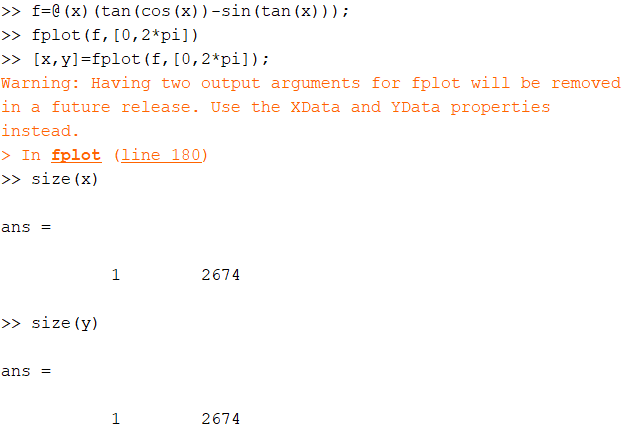 >> f=@(x)(tan(cos(x))-sin(tan(x)));
>> fplot(f,[0,2*pi])
>> [x,y]=fplot(f,[0,2*pi]);
Warning: Having two output arguments for fplot will be removed
in a future release. Use the XData and YData properties
instead.
> In fplot (line 180)
>> size(x)
ans =
1 2674
>> size(y)
ans =
1 2674